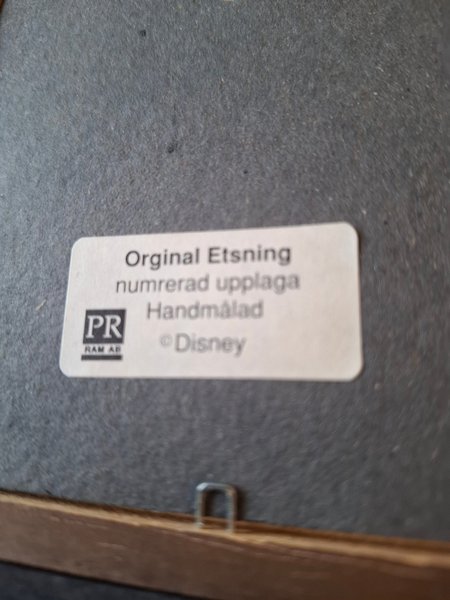 Orginal Etsning
numrerad upplaga
Handmålad
©Disney
PR
RAM AB